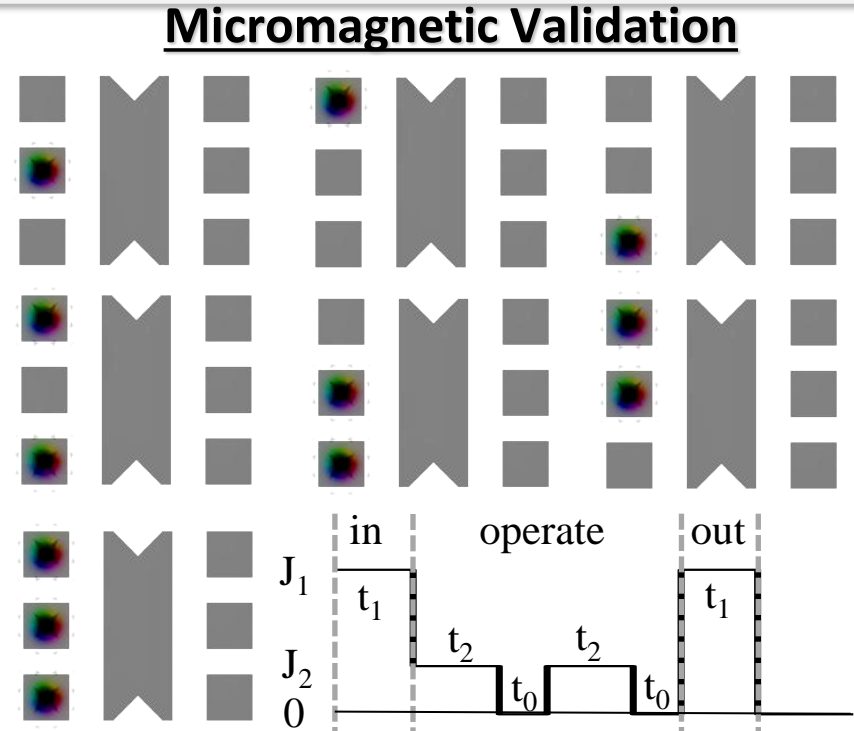 Micromagnetic Validation
in operate out
J₁
t₁ t₁
t₂ t₂
J₂
t₀ t₀
0